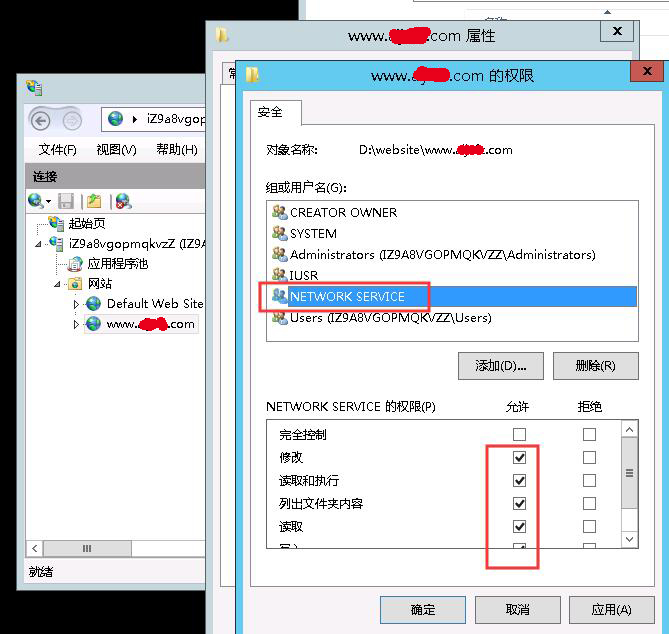 www. .com 属性
www. .com 的权限
安全
对象名称: D:\website\www. .com
组或用户名(G):
CREATOR OWNER
SYSTEM
Administrators (IZ9A8VGOPMQKVZZ\Administrators)
IUSR
NETWORK SERVICE
Users (IZ9A8VGOPMQKVZZ\Users)
添加(D)... 删除(R)
NETWORK SERVICE 的权限(P) 允许 拒绝
完全控制
修改
读取和执行
列出文件夹内容
读取
确定 取消 应用(A)
iZ9a8vgop
文件(F) 视图(V) 帮助(H)
连接
起始页
iZ9a8vgopmqkvzZ (IZ9A
应用程序池
网站
Default Web Site
www. .com
就绪